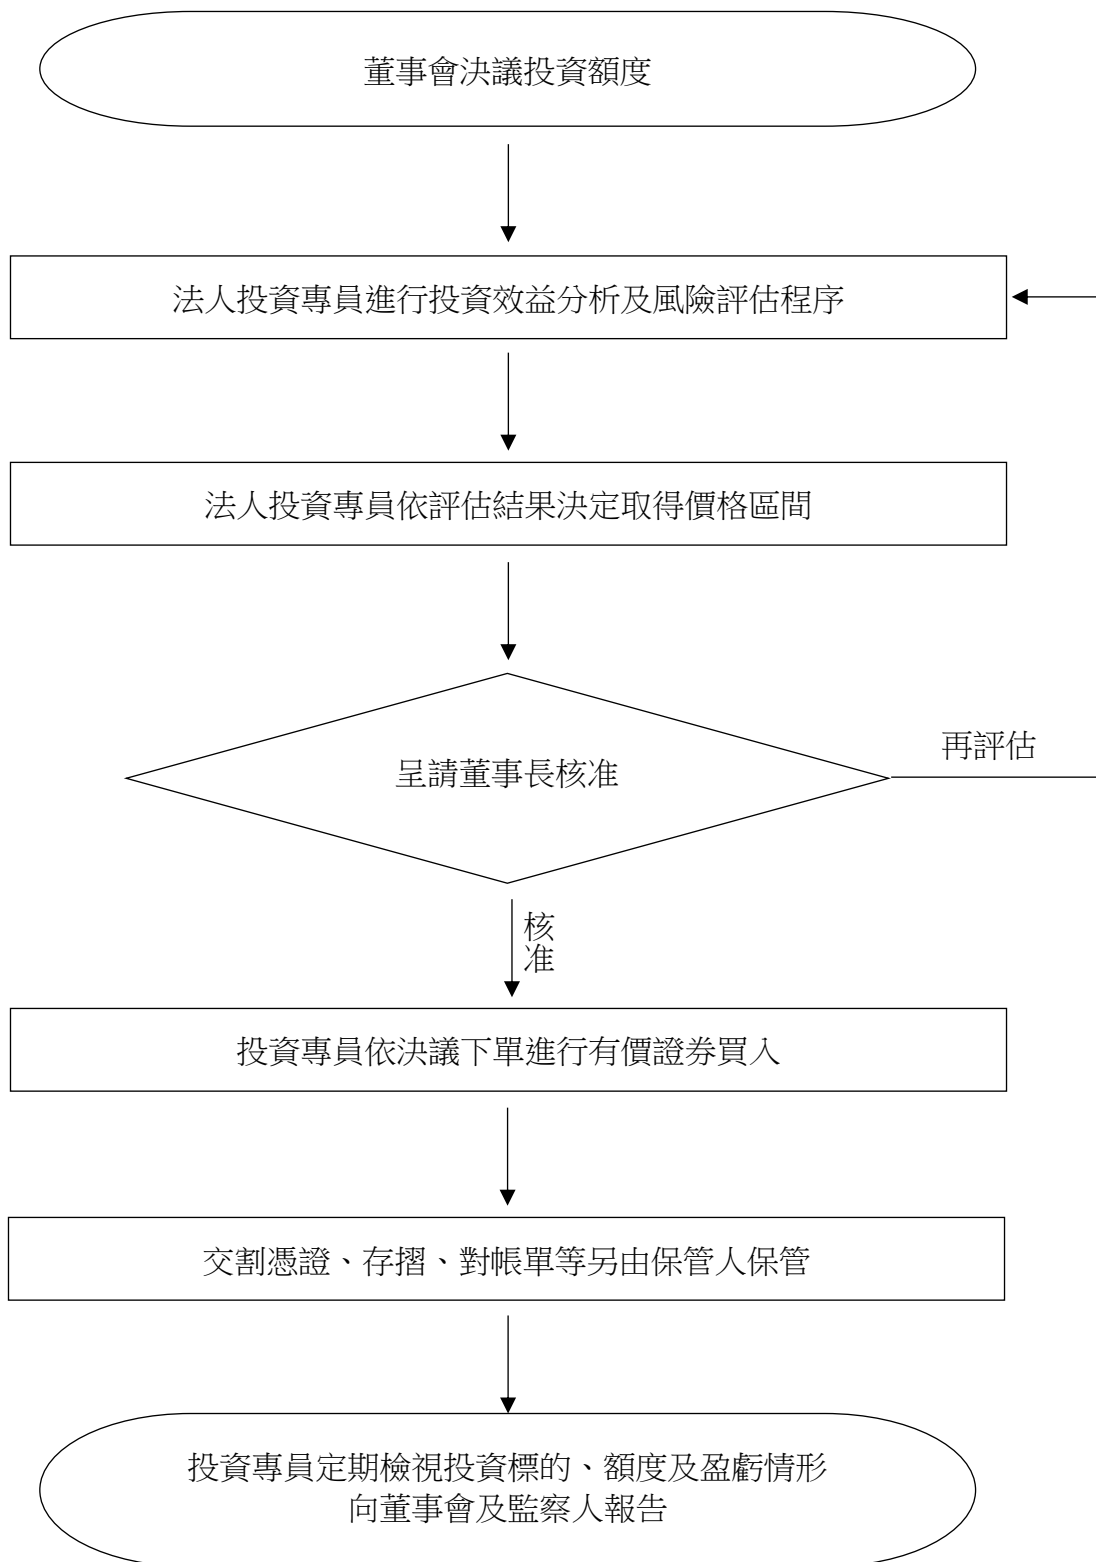 董事會決議投資額度
法人投資專員進行投資效益分析及風險評估程序
法人投資專員依評估結果決定取得價格區間
呈請董事長核准
再評估
核准
投資專員依決議下單進行有價證券買入
交割憑證、存摺、對帳單等另由保管人保管
投資專員定期檢視投資標的、額度及盈虧情形
向董事會及監察人報告